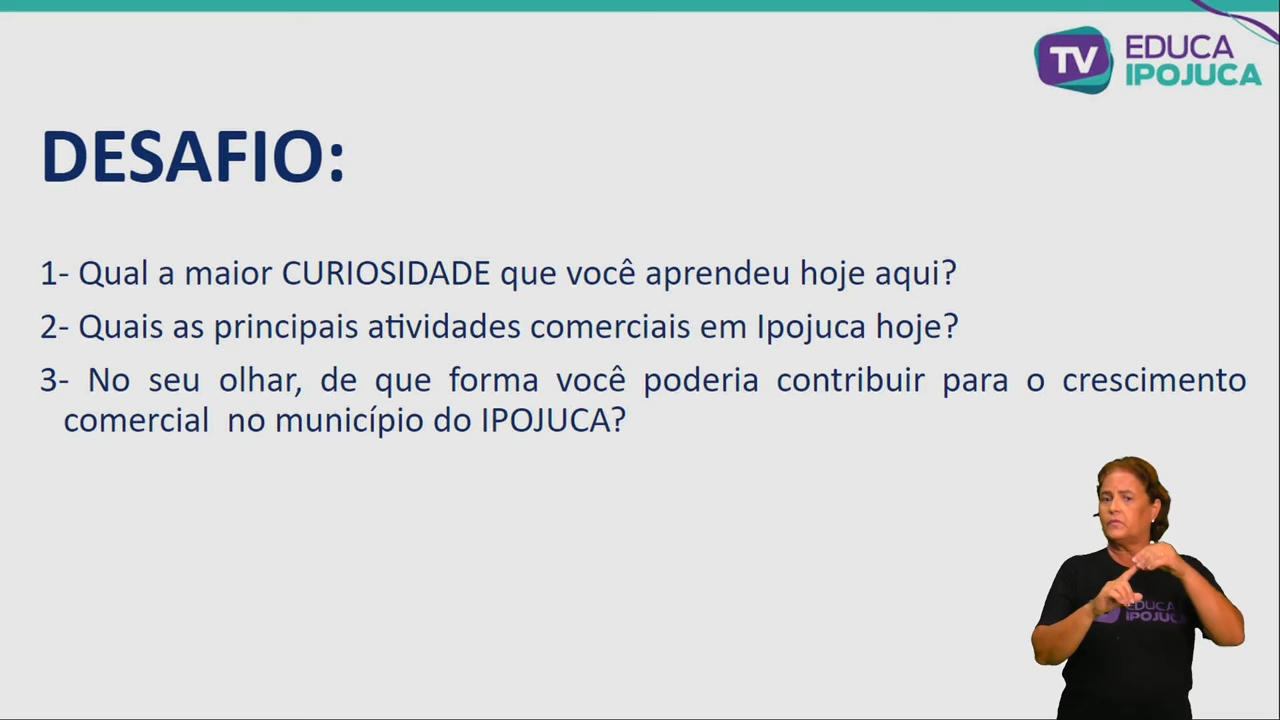 TV EDUCA
IPOJUCA
DESAFIO:
1- Qual a maior CURIOSIDADE que você aprendeu hoje aqui?
2- Quais as principais atividades comerciais em Ipojuca hoje?
3- No seu olhar, de que forma você poderia contribuir para o crescimento
comercial no município do IPOJUCA?
EDUCA
IPOJUCA